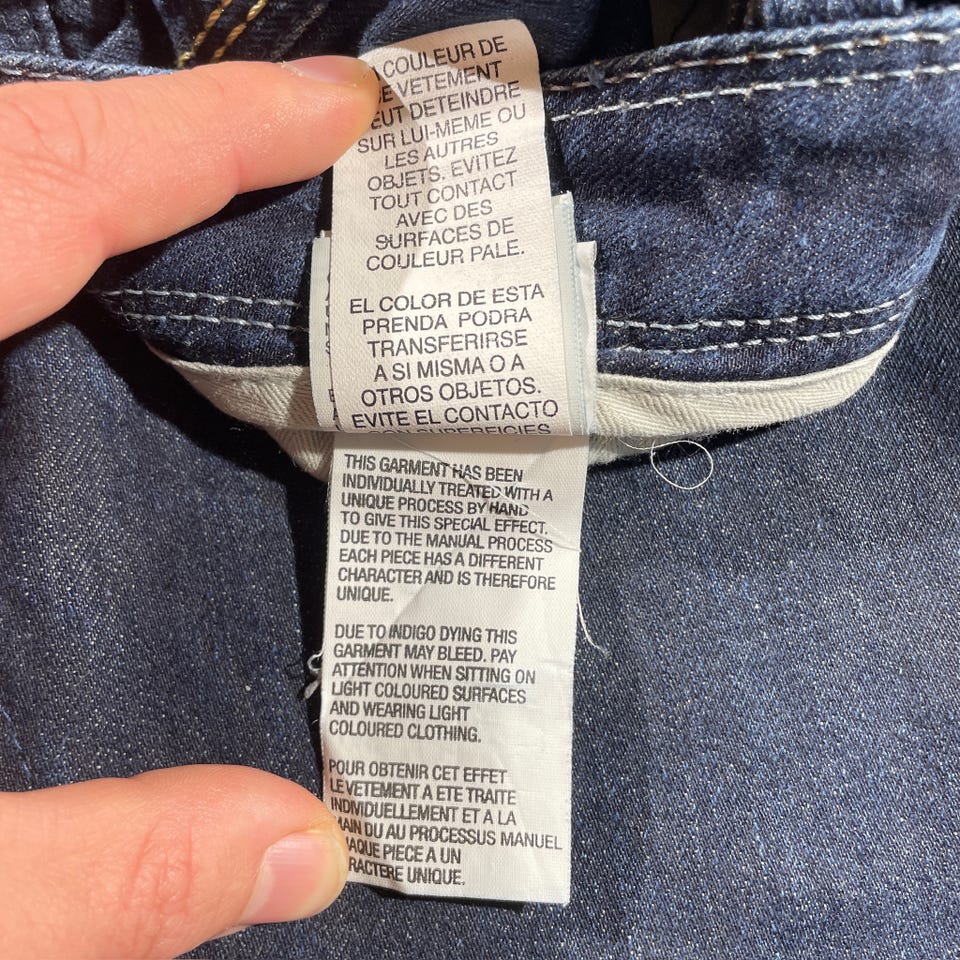 COULEUR DE
VETEMENT
DETEINDRE
SUR LUI-MEME OU
LES AUTRES
OBJETS. EVITEZ
TOUT CONTACT
AVEC DES
SURFACES DE
COULEUR PALE.
EL COLOR DE ESTA
PRENDA PODRA
TRANSFERIRSE
A SI MISMA O A
OTROS OBJETOS.
EVITE EL CONTACTO
CON SUPERFICIES
THIS GARMENT HAS BEEN
INDIVIDUALLY TREATED WITH A
UNIQUE PROCESS BY HAND
TO GIVE THIS SPECIAL EFFECT.
DUE TO THE MANUAL PROCESS
EACH PIECE HAS A DIFFERENT
CHARACTER AND IS THEREFORE
UNIQUE.
DUE TO INDIGO DYING THIS
GARMENT MAY BLEED. PAY
ATTENTION WHEN SITTING ON
LIGHT COLOURED SURFACES
AND WEARING LIGHT
COLOURED CLOTHING.
POUR OBTENIR CET EFFET
LE VETEMENT A ETE TRAITE
INDIVIDUELLEMENT ET A LA
MAIN DU AU PROCESSUS MANUEL
PIECE A UN
UNIQUE.